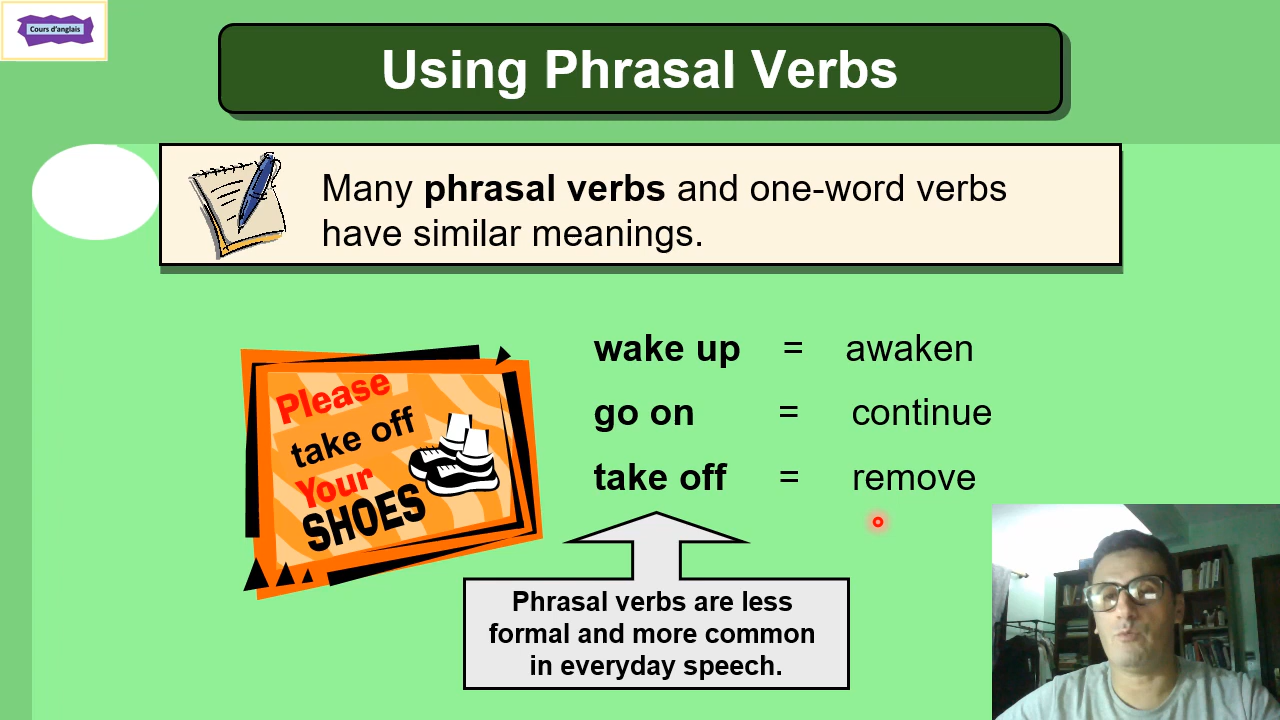 Cours d'anglais
Using Phrasal Verbs
Many phrasal verbs and one-word verbs
have similar meanings.
Please
take off
Your
SHOES
wake up = awaken
go on = continue
take off = remove
Phrasal verbs are less
formal and more common
in everyday speech.